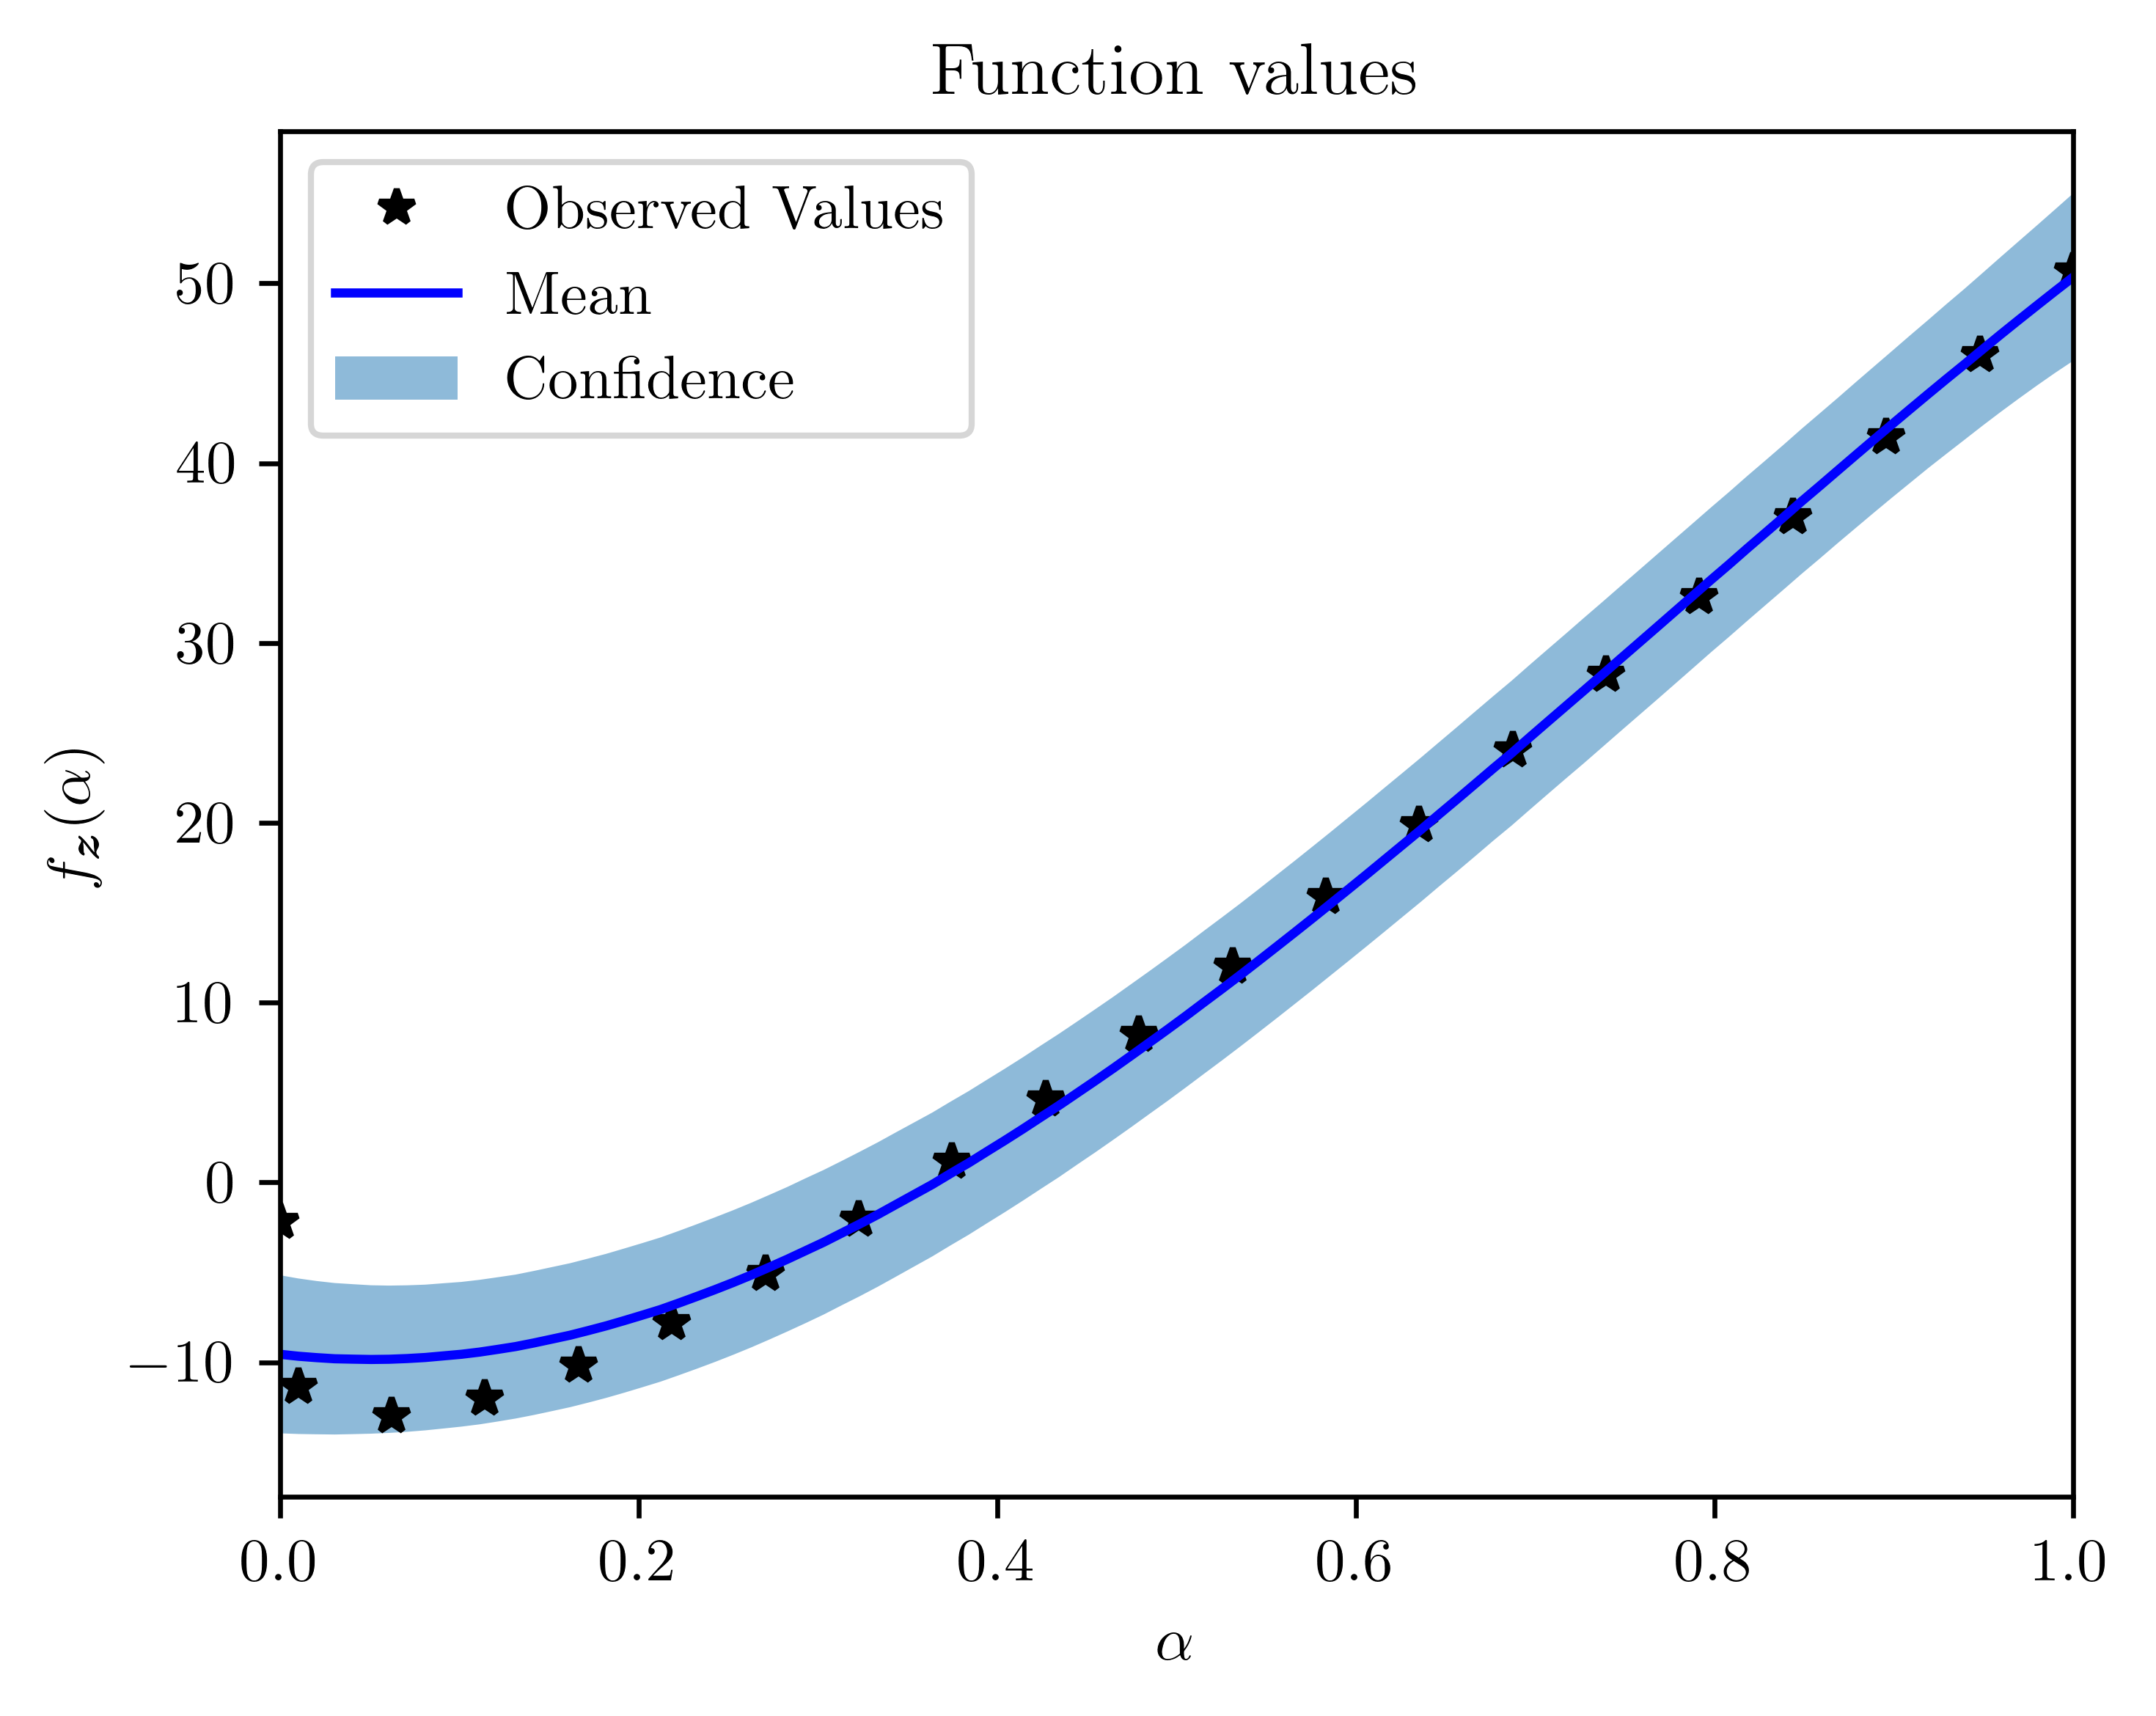 Function values
Observed Values
Mean
Confidence
50
40
30
20
10
0
−10
f_z(α)
0.0 0.2 0.4 0.6 0.8 1.0
α